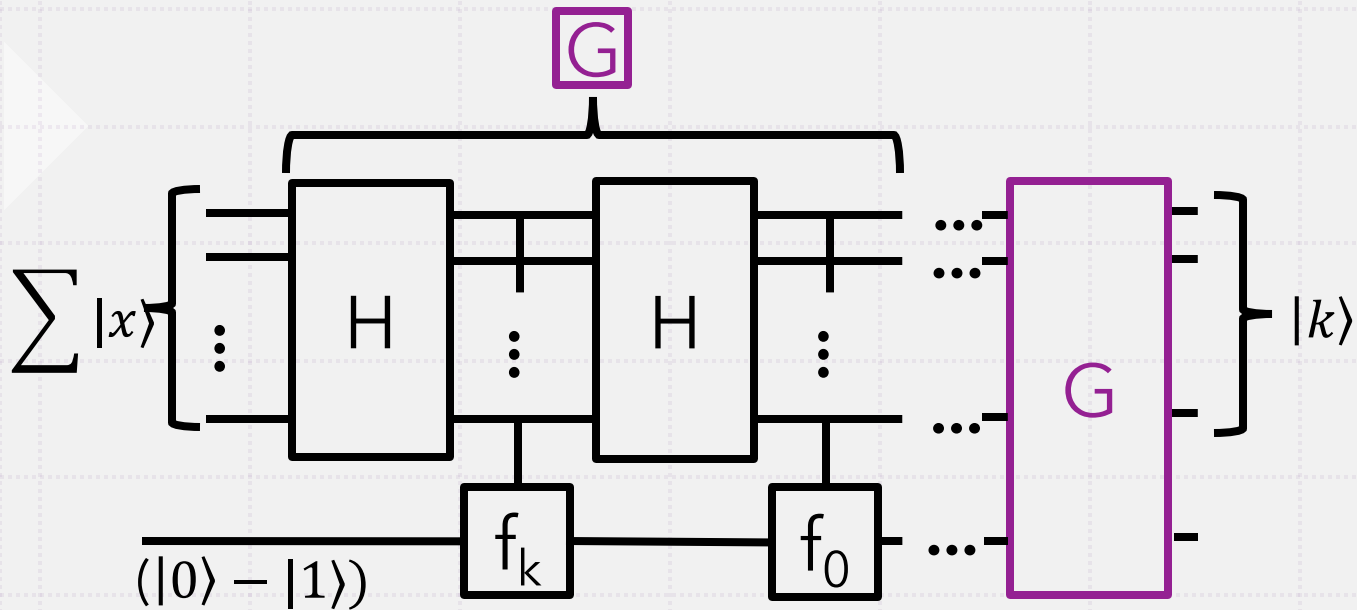 G
∑ |x⟩
H
H
G
|k⟩
f_k
f_0
(|0⟩ − |1⟩)